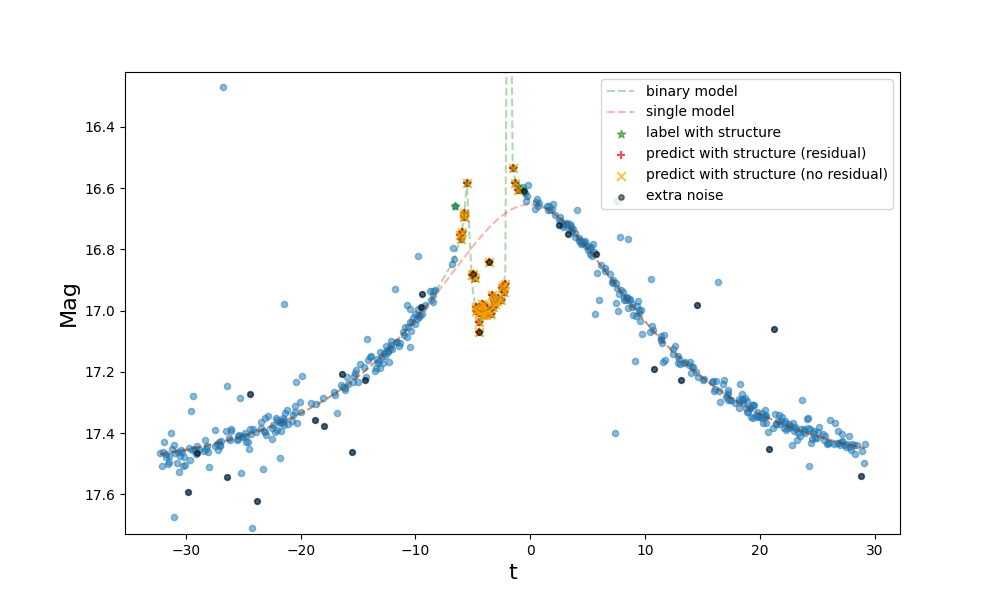 binary model
single model
label with structure
predict with structure (residual)
predict with structure (no residual)
extra noise
Mag
16.4
16.6
16.8
17.0
17.2
17.4
17.6
−30
−20
−10
0
10
20
30
t